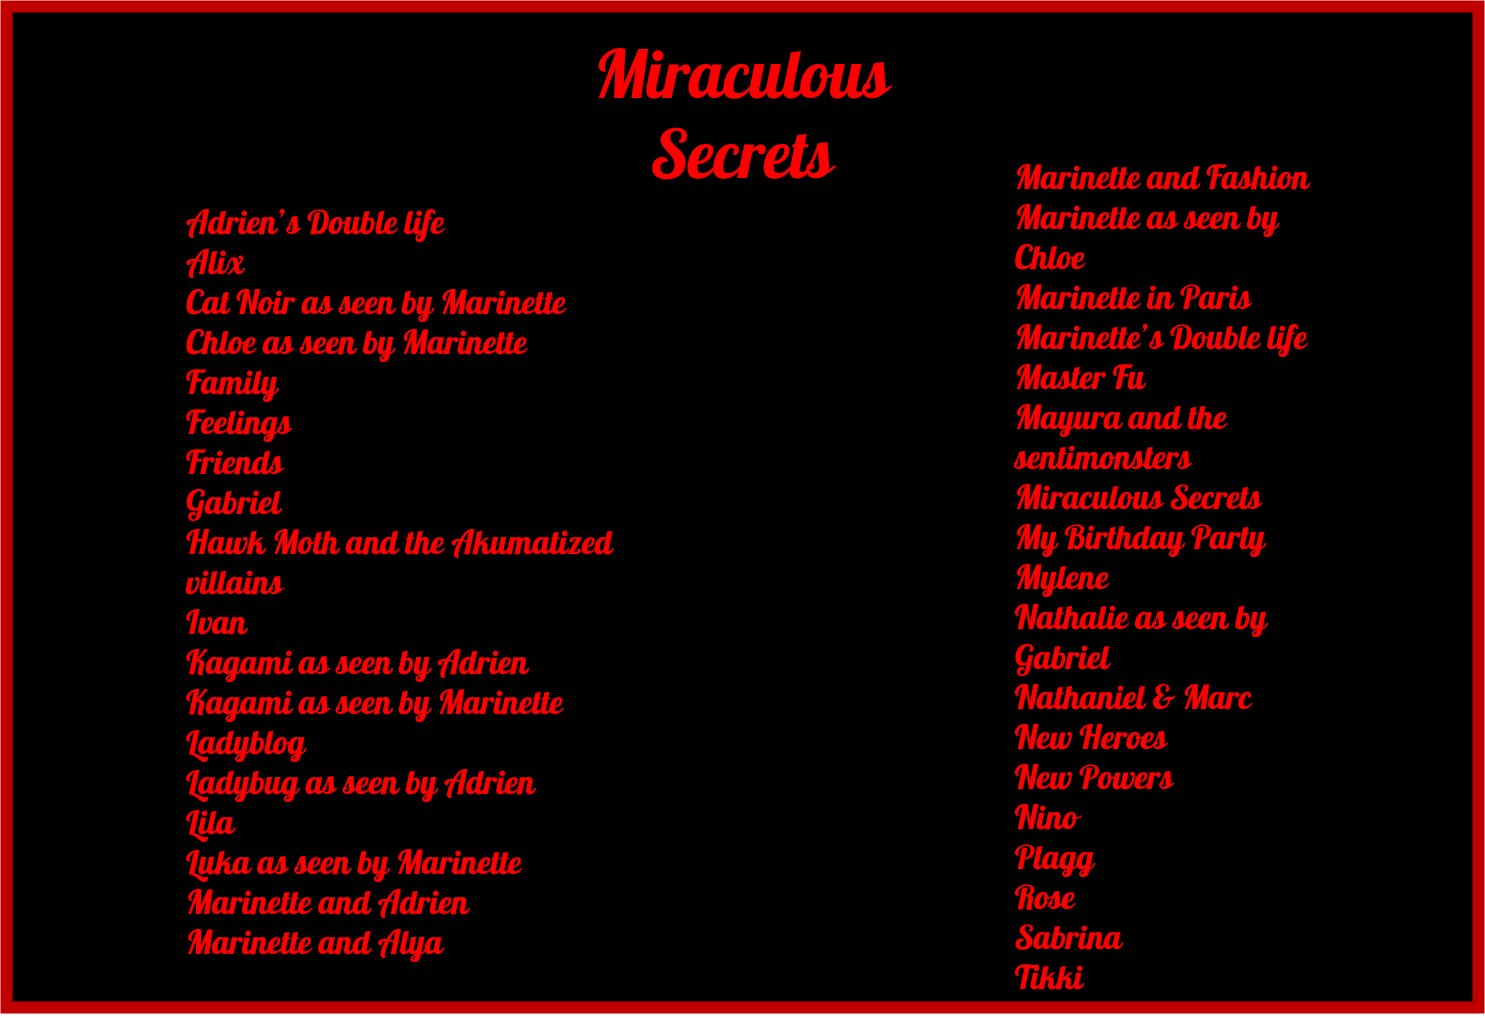 Miraculous
Secrets
Adrien’s Double life
Alix
Cat Noir as seen by Marinette
Chloe as seen by Marinette
Family
Feelings
Friends
Gabriel
Hawk Moth and the Akumatized
villains
Ivan
Kagami as seen by Adrien
Kagami as seen by Marinette
Ladyblog
Ladybug as seen by Adrien
Lila
Luka as seen by Marinette
Marinette and Adrien
Marinette and Alya
Marinette and Fashion
Marinette as seen by
Chloe
Marinette in Paris
Marinette’s Double life
Master Fu
Mayura and the
sentimonsters
Miraculous Secrets
My Birthday Party
Mylene
Nathalie as seen by
Gabriel
Nathaniel & Marc
New Heroes
New Powers
Nino
Plagg
Rose
Sabrina
Tikki